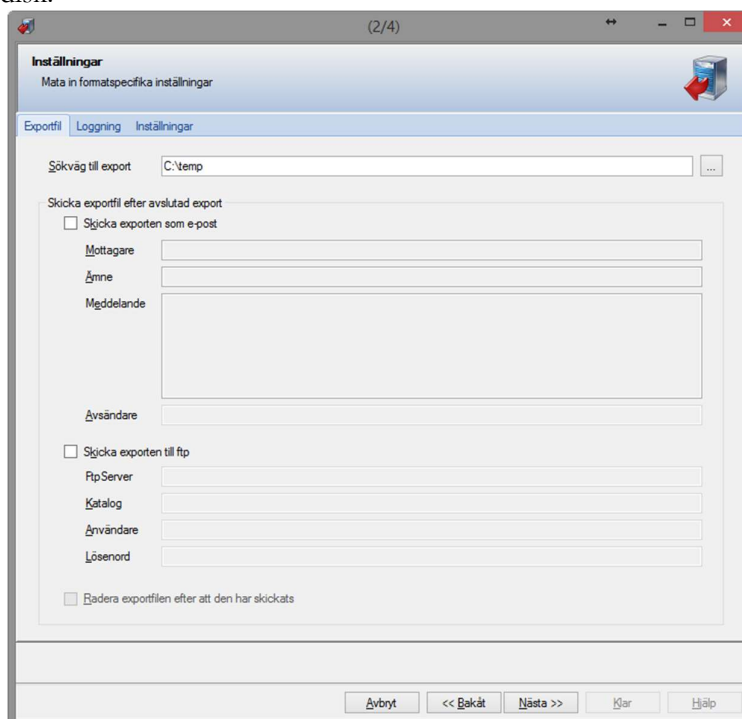 disk.
(2/4)
Inställningar
Mata in formatspecifika inställningar
Exportfil Loggning Inställningar
Sökväg till export C:\temp ...
Skicka exportfil efter avslutad export
Skicka exporten som e-post
Mottagare
Ämne
Meddelande
Avsändare
Skicka exporten till ftp
FtpServer
Katalog
Användare
Lösenord
Radera exportfilen efter att den har skickats
Avbryt << Bakåt Nästa >> Klar Hjälp